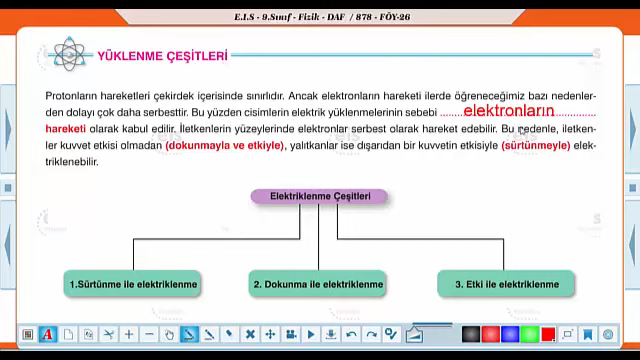 E.I.S - 9.Sınıf - Fizik - DAF / 878 - FÖY-26
YÜKLENME ÇEŞİTLERİ
Protonların hareketleri çekirdek içerisinde sınırlıdır. Ancak elektronların hareketi ilerde öğreneceğimiz bazı nedenler-
den dolayı çok daha serbesttir. Bu yüzden cisimlerin elektrik yüklenmelerinin sebebi elektronların
hareketi olarak kabul edilir. İletkenlerin yüzeylerinde elektronlar serbest olarak hareket edebilir. Bu nedenle, iletken-
ler kuvvet etkisi olmadan (dokunmayla ve etkiyle), yalıtkanlar ise dışarıdan bir kuvvetin etkisiyle (sürtünmeyle) elek-
triklenebilir.
Elektriklenme Çeşitleri
1.Sürtünme ile elektriklenme
2. Dokunma ile elektriklenme
3. Etki ile elektriklenme